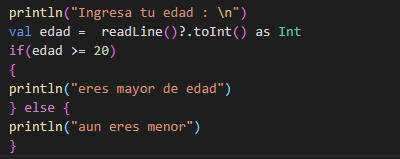 println("Ingresa tu edad : \n")
val edad =  readLine()?.toInt() as Int
if(edad >= 20)
{
println("eres mayor de edad")
} else {
println("aun eres menor")
}